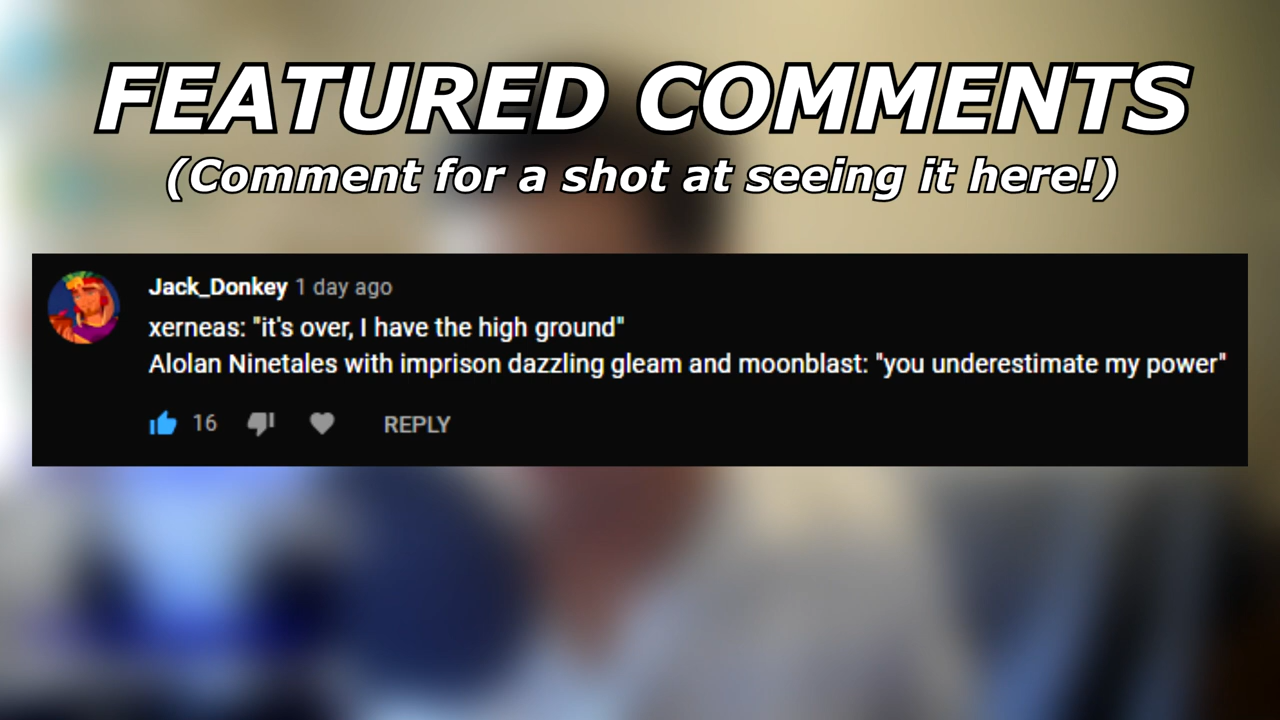 FEATURED COMMENTS
(Comment for a shot at seeing it here!)
Jack_Donkey 1 day ago
xerneas: "it's over, I have the high ground"
Alolan Ninetales with imprison dazzling gleam and moonblast: "you underestimate my power"
16 REPLY